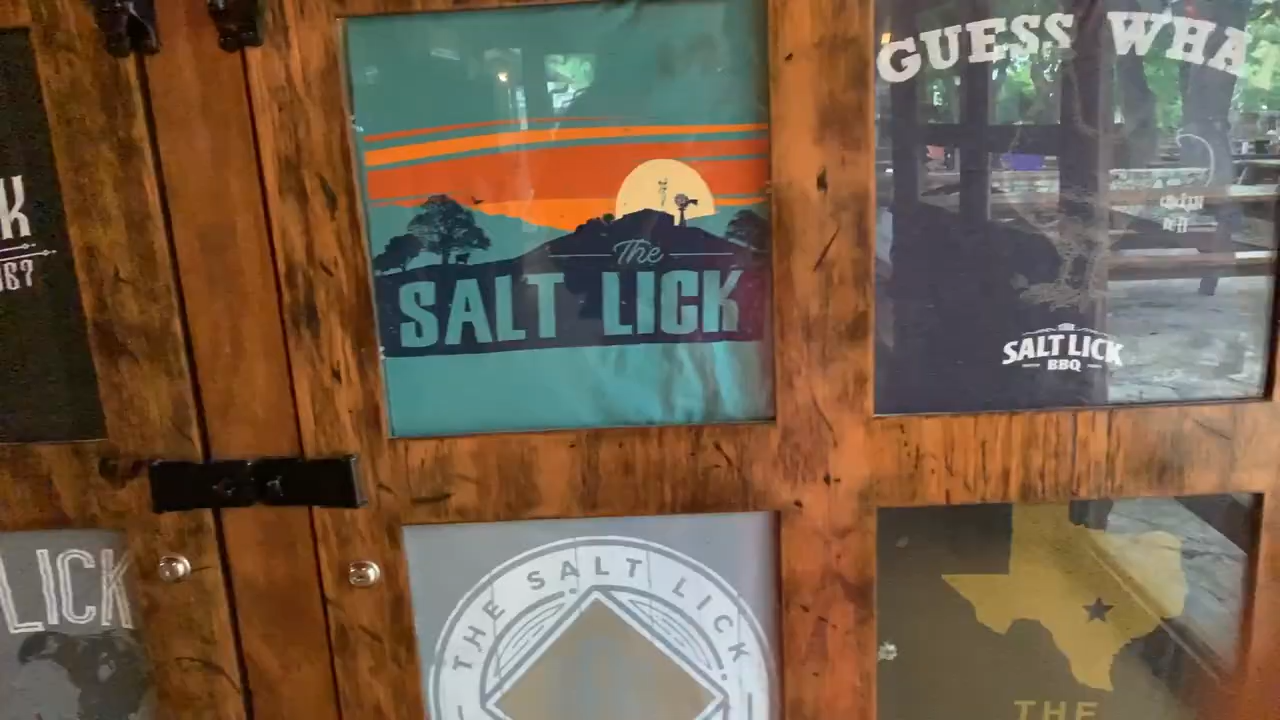 GUESS WHA
K
67
The
SALT LICK
SALT LICK
BBQ
LICK
THE SALT LICK
THE